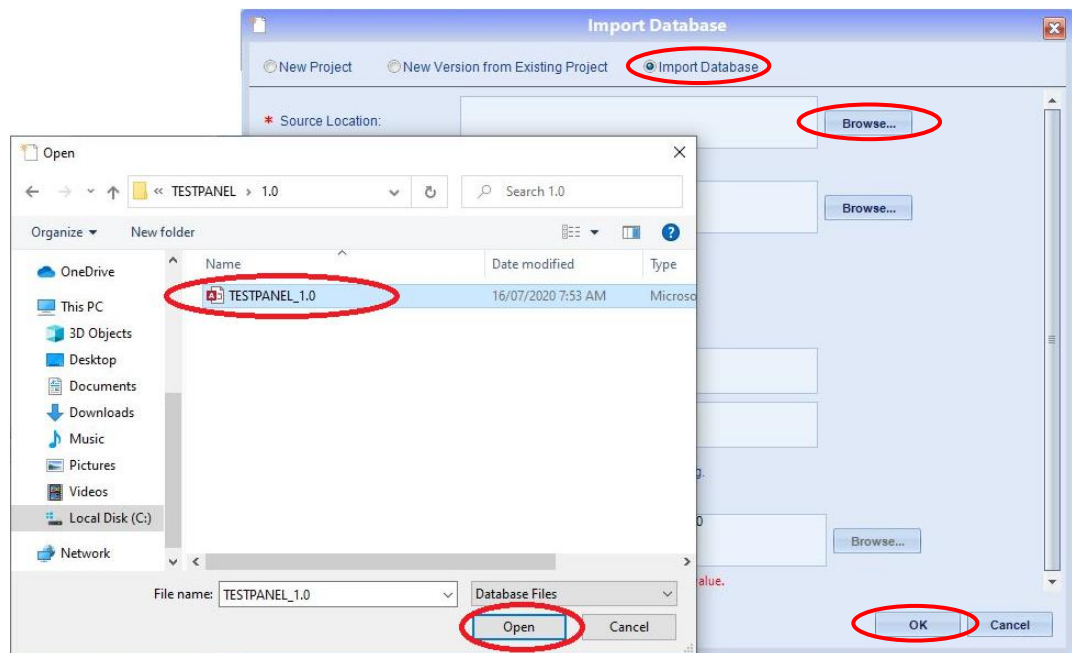 Import Database
New Project New Version from Existing Project Import Database
* Source Location: Browse...
Browse...
g.
0
Browse...
alue.
OK Cancel
Open
« TESTPANEL > 1.0 Search 1.0
Organize New folder
Name Date modified Type
TESTPANEL_1.0 16/07/2020 7:53 AM Microso
OneDrive
This PC
3D Objects
Desktop
Documents
Downloads
Music
Pictures
Videos
Local Disk (C:)
Network
File name: TESTPANEL_1.0 Database Files
Open Cancel